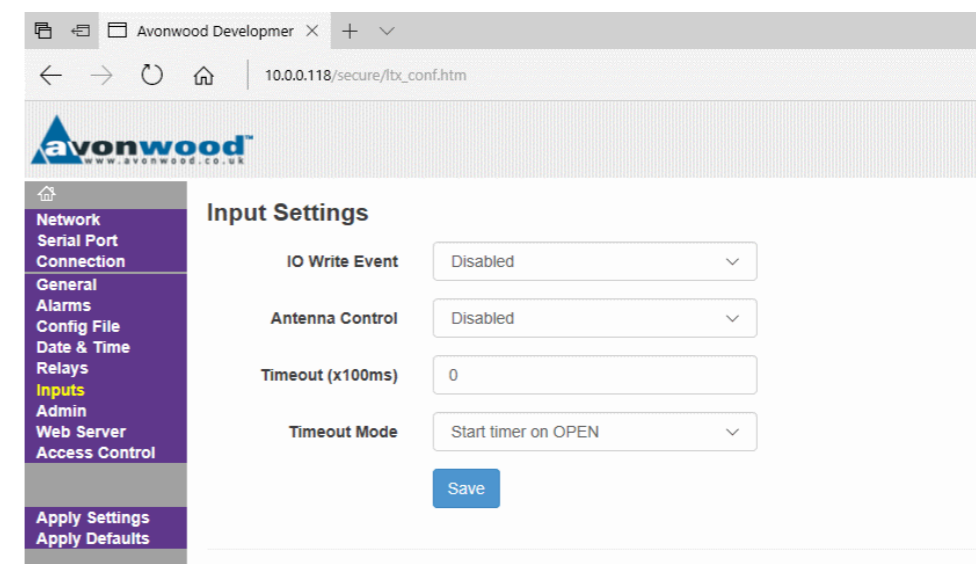 Avonwood Developmer
10.0.0.118/secure/ltx_conf.htm
avonwood™
www.avonwood.co.uk
Network
Serial Port
Connection
General
Alarms
Config File
Date & Time
Relays
Inputs
Admin
Web Server
Access Control
Apply Settings
Apply Defaults
Input Settings
IO Write Event Disabled
Antenna Control Disabled
Timeout (x100ms) 0
Timeout Mode Start timer on OPEN
Save